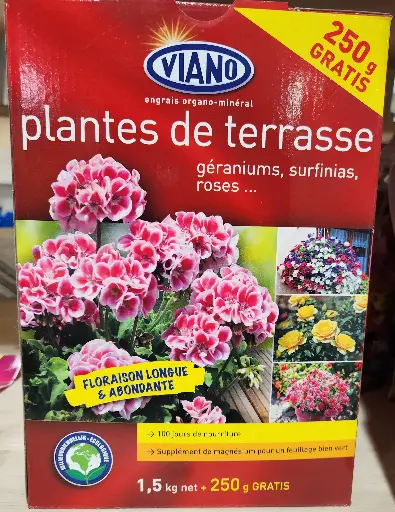 250 g
GRATIS
VIANO
engrais organo-minéral
plantes de terrasse
géraniums, surfinias,
roses ...
FLORAISON LONGUE
& ABONDANTE
→ 100 jours de nourriture
→ Supplément de magnésium pour un feuillage bien vert
1,5 kg net + 250 g GRATIS